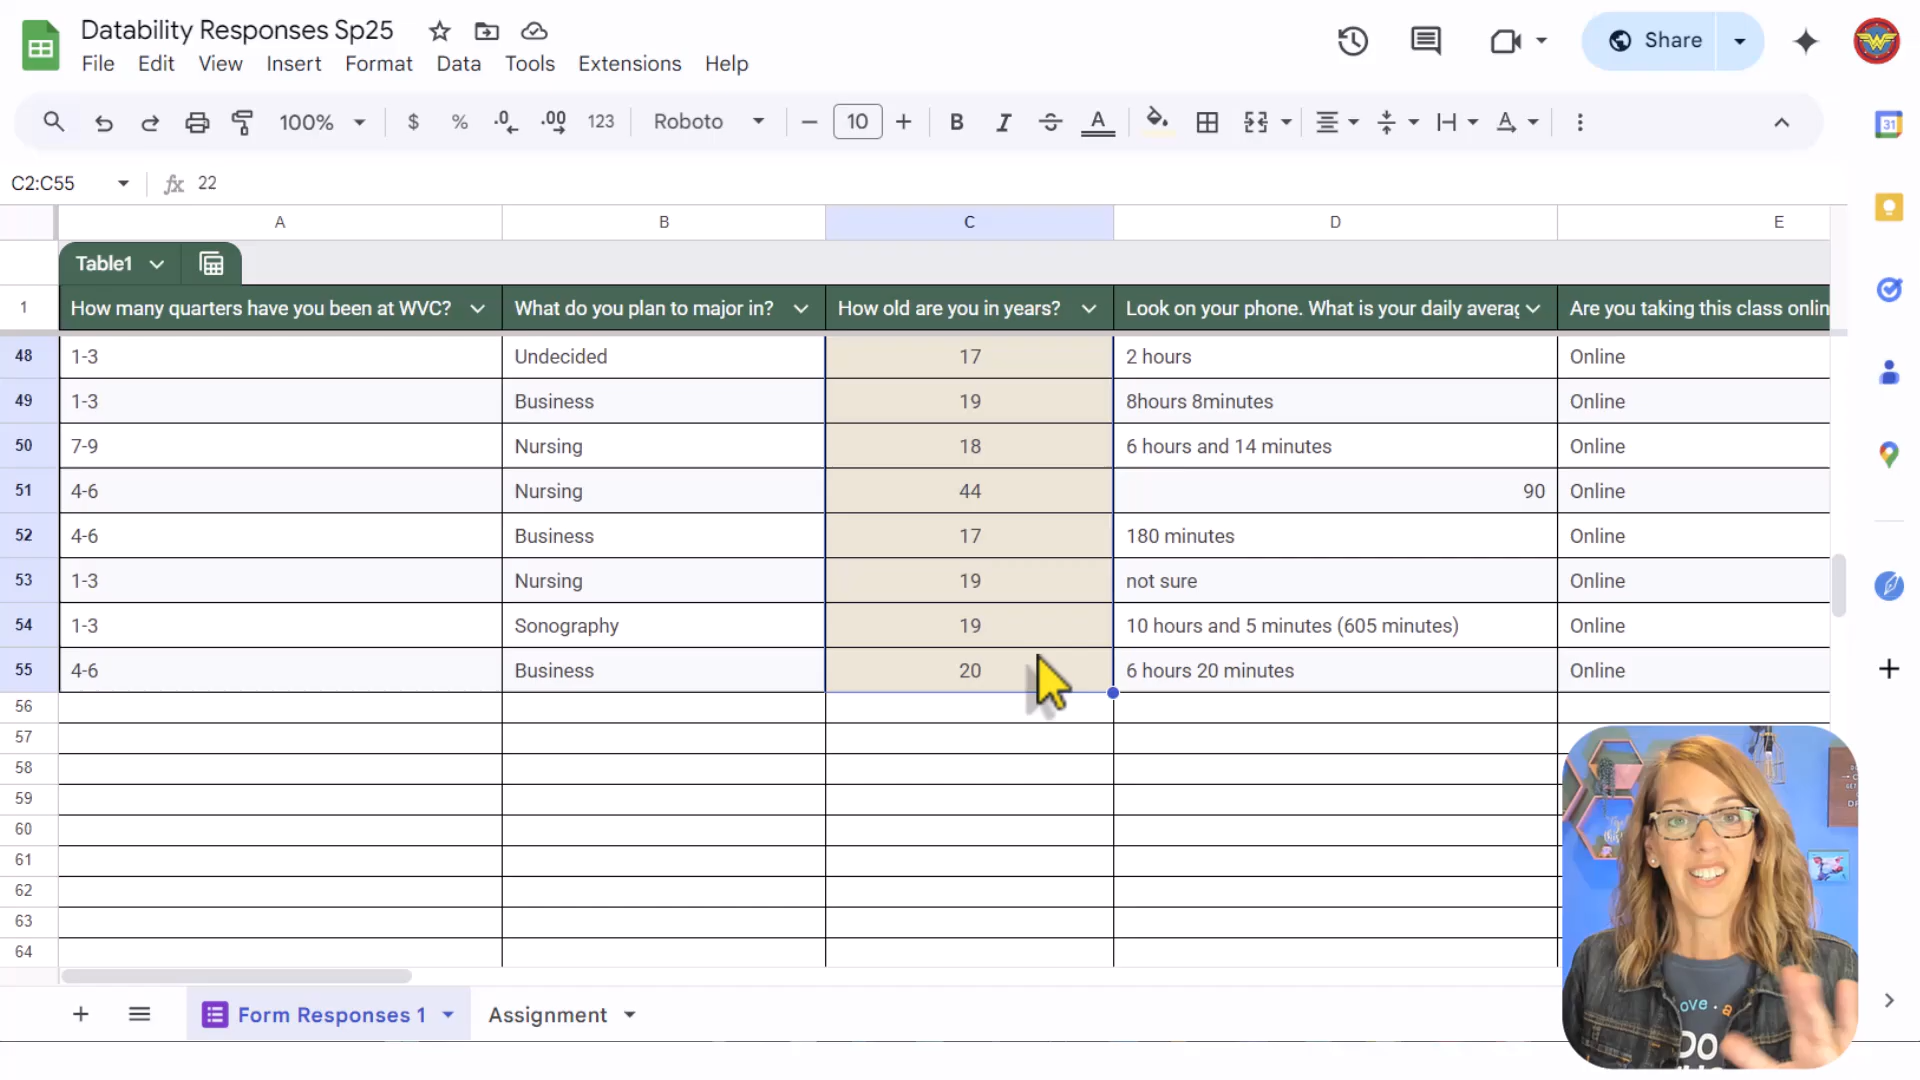 Datability Responses Sp25
File Edit View Insert Format Data Tools Extensions Help
Share
100% $ % .0 .00 123 Roboto 10 B I A
31
C2:C55 fx 22
A B C D E
Table1
1 How many quarters have you been at WVC? What do you plan to major in? How old are you in years? Look on your phone. What is your daily averag Are you taking this class onlin
48 1-3 Undecided 17 2 hours Online
49 1-3 Business 19 8hours 8minutes Online
50 7-9 Nursing 18 6 hours and 14 minutes Online
51 4-6 Nursing 44 90 Online
52 4-6 Business 17 180 minutes Online
53 1-3 Nursing 19 not sure Online
54 1-3 Sonography 19 10 hours and 5 minutes (605 minutes) Online
55 4-6 Business 20 6 hours 20 minutes Online
56
57
58
59
60
61
62
63
64
Form Responses 1 Assignment
ove . a
Do